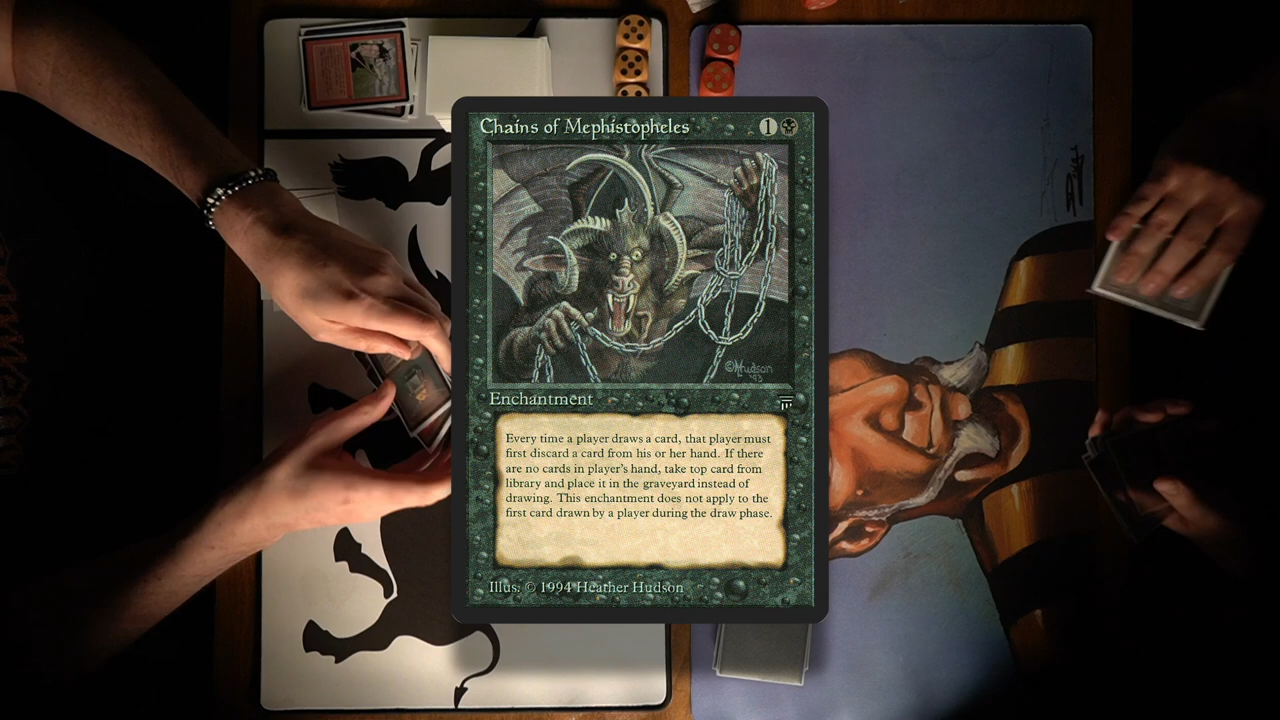 Chains of Mephistopheles 1
©Hudson
'93
Enchantment
Every time a player draws a card, that player must
first discard a card from his or her hand. If there
are no cards in player's hand, take top card from
library and place it in the graveyard instead of
drawing. This enchantment does not apply to the
first card drawn by a player during the draw phase.
Illus: © 1994 Heather Hudson